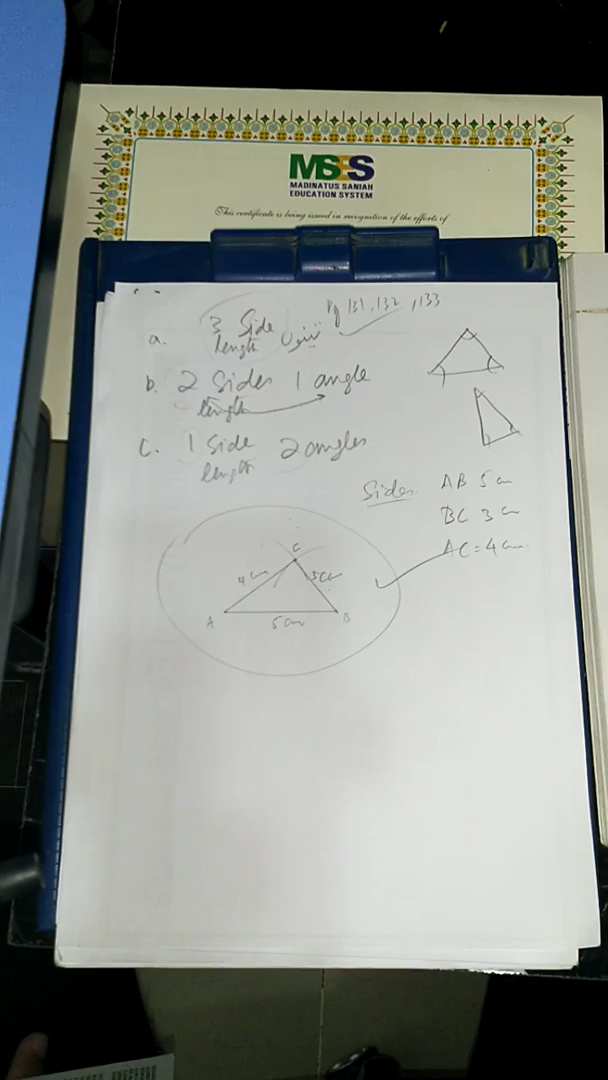 MSES
MADINATUS SANIAH
EDUCATION SYSTEM
This certificate is being issued in recognition of the efforts of
Pg 131, 132, 133
a. 3 Side
length تینوں
b. 2 Sides 1 angle
length
c. 1 Side 2 angles
length
Sides AB 5 cm
BC 3 cm
AC = 4 cm
C
4 cm 3 cm
A B
5 cm